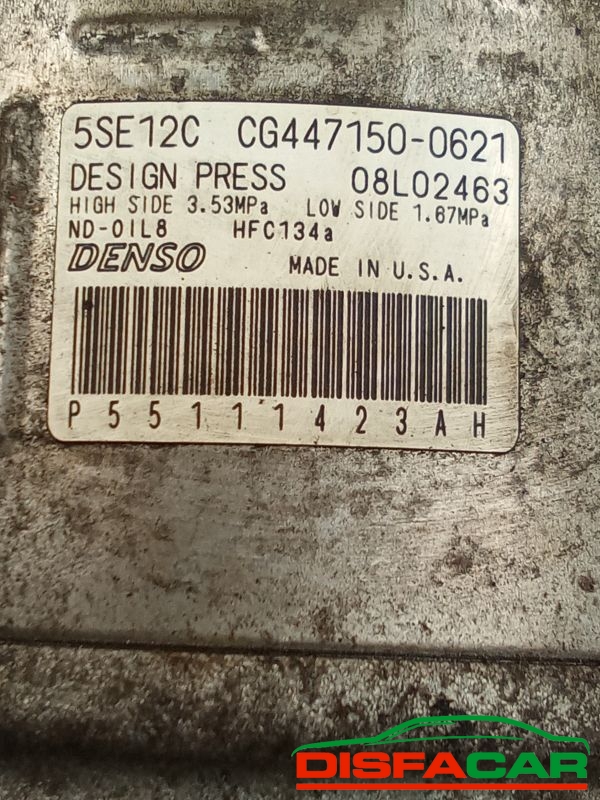 5SE12C CG447150-0621
DESIGN PRESS 08L02463
HIGH SIDE 3.53MPa LOW SIDE 1.67MPa
ND-OIL8 HFC134a
DENSO MADE IN U.S.A.
P55111423AH
DISFACAR